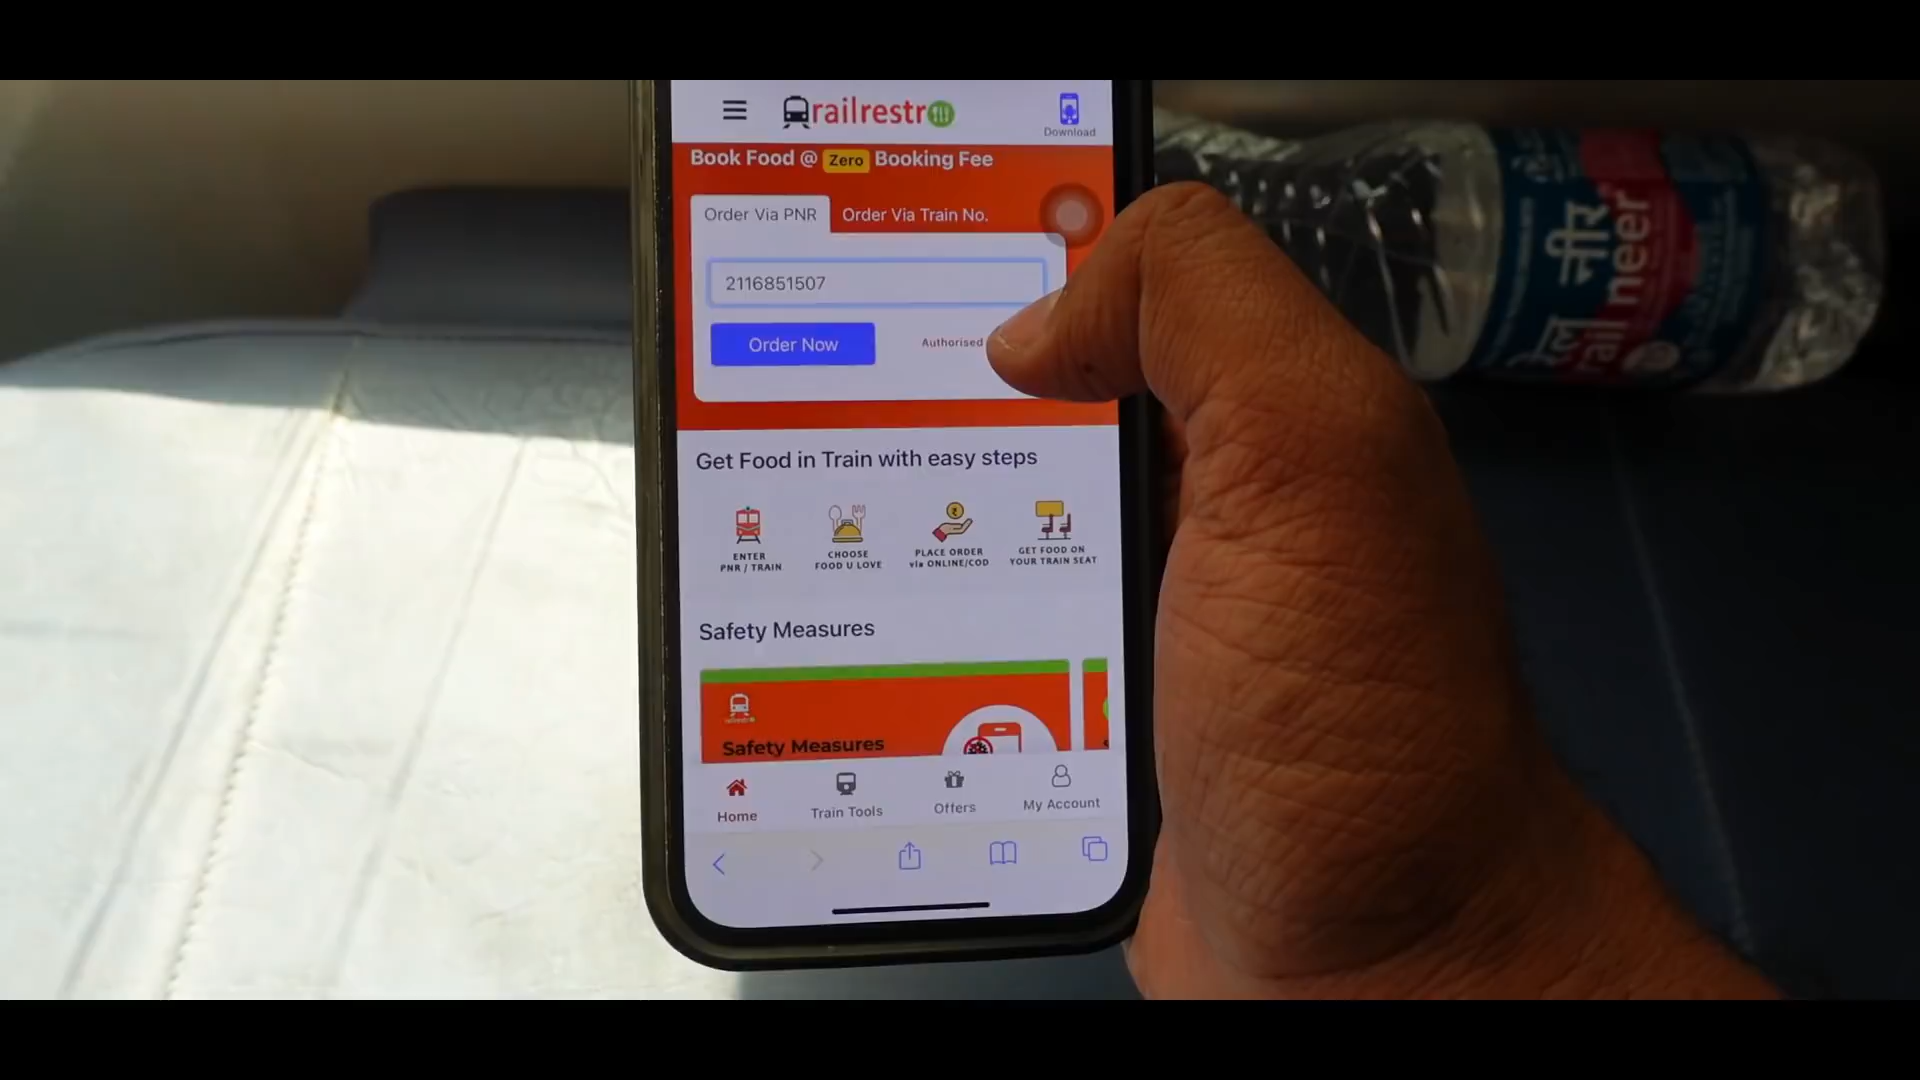 railrestro
Download
Book Food @ Zero Booking Fee
Order Via PNR
Order Via Train No.
2116851507
Order Now
Authorised
Get Food in Train with easy steps
ENTER
PNR / TRAIN
CHOOSE
FOOD U LOVE
PLACE ORDER
via ONLINE/COD
GET FOOD ON
YOUR TRAIN SEAT
Safety Measures
Safety Measures
Home
Train Tools
Offers
My Account
रेल नीर
rail neer